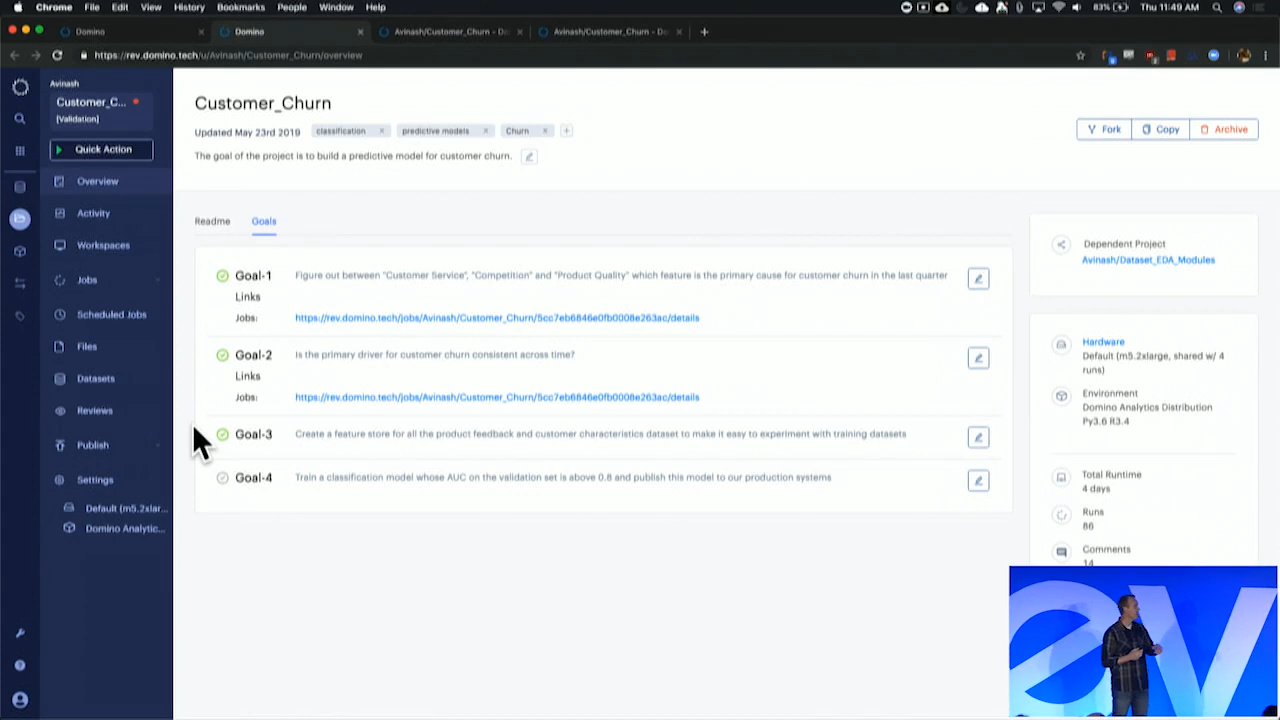 Chrome File Edit View History Bookmarks People Window Help
83% Thu 11:49 AM
Domino
Domino
Avinash/Customer_Churn - Do
Avinash/Customer_Churn - Do
https://rev.domino.tech/u/Avinash/Customer_Churn/overview
Avinash
Customer_C...
[Validation]
Quick Action
Overview
Activity
Workspaces
Jobs
Scheduled Jobs
Files
Datasets
Reviews
Publish
Settings
Default (m5.2xlar...
Domino Analytic...
Customer_Churn
Updated May 23rd 2019 classification predictive models Churn
The goal of the project is to build a predictive model for customer churn.
Fork Copy Archive
Readme Goals
Goal-1 Figure out between "Customer Service", "Competition" and "Product Quality" which feature is the primary cause for customer churn in the last quarter
Links
Jobs: https://rev.domino.tech/jobs/Avinash/Customer_Churn/5cc7eb6846e0fb0008e263ac/details
Goal-2 Is the primary driver for customer churn consistent across time?
Links
Jobs: https://rev.domino.tech/jobs/Avinash/Customer_Churn/5cc7eb6846e0fb0008e263ac/details
Goal-3 Create a feature store for all the product feedback and customer characteristics dataset to make it easy to experiment with training datasets
Goal-4 Train a classification model whose AUC on the validation set is above 0.8 and publish this model to our production systems
Dependent Project
Avinash/Dataset_EDA_Modules
Hardware
Default (m5.2xlarge, shared w/ 4
runs)
Environment
Domino Analytics Distribution
Py3.6 R3.4
Total Runtime
4 days
Runs
86
Comments
14
ev